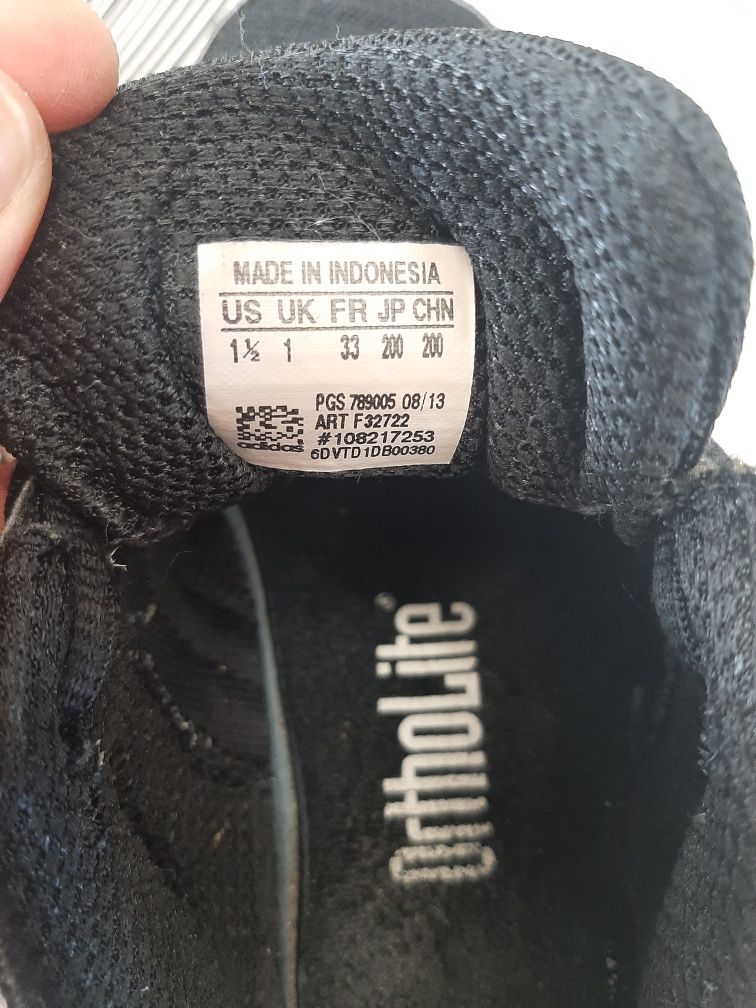 MADE IN INDONESIA
US UK FR JP CHN
1½ 1 33 200 200
PGS 789005 08/13
ART F32722
#108217253
adidas 6DVTD1DB00380
OrthoLite®